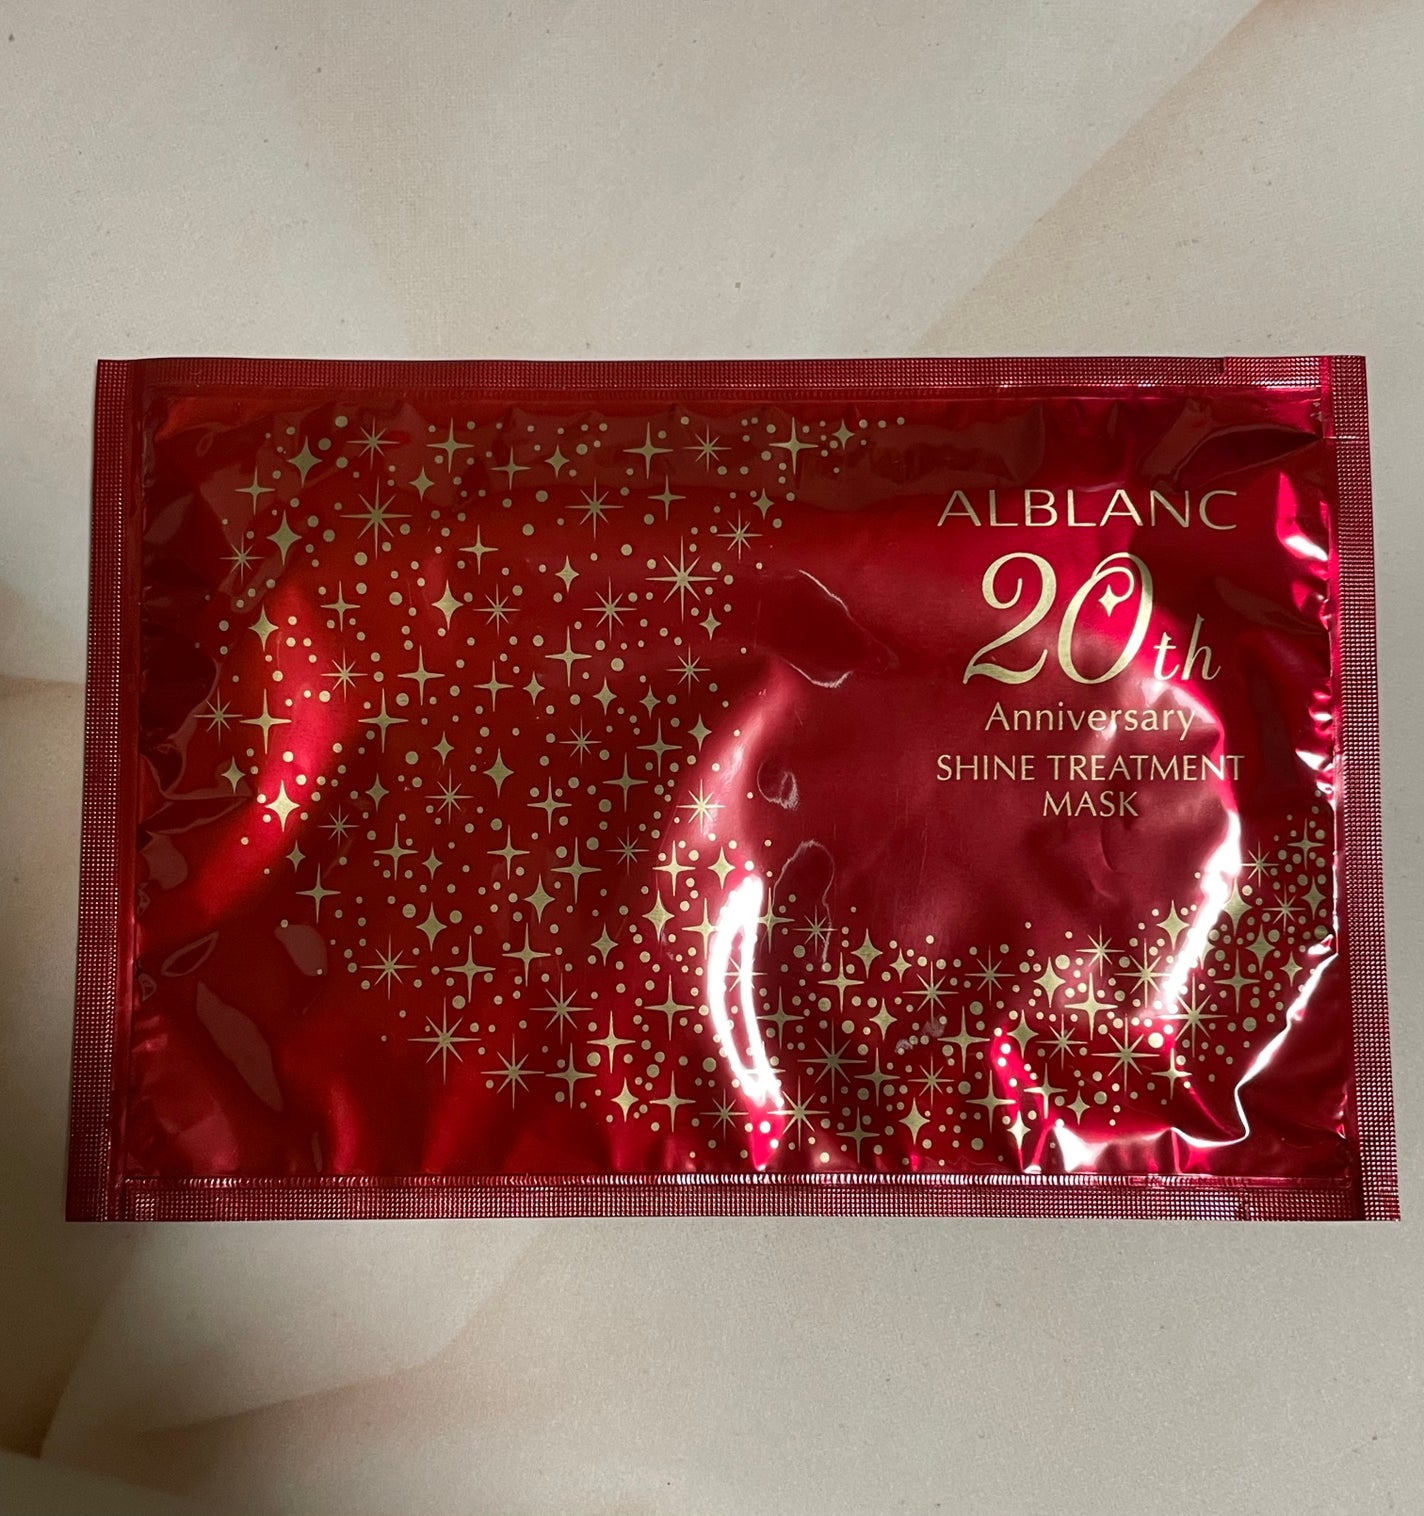 ALBLANC
20th
Anniversary
SHINE TREATMENT
MASK